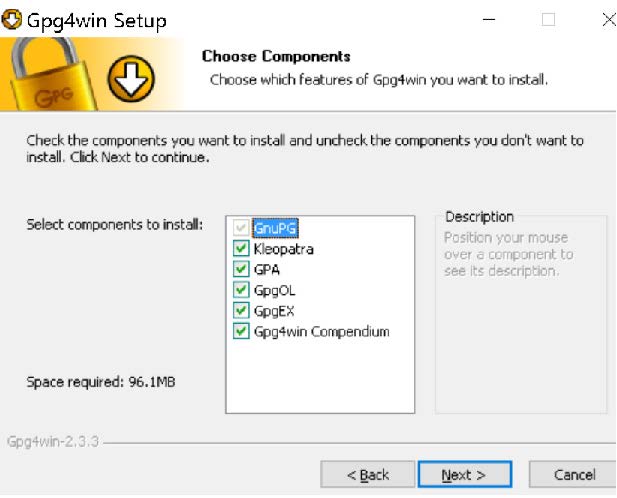 Gpg4win Setup
GPG
Choose Components
Choose which features of Gpg4win you want to install.
Check the components you want to install and uncheck the components you don't want to
install. Click Next to continue.
Select components to install:
GnuPG
Kleopatra
GPA
GpgOL
GpgEX
Gpg4win Compendium
Description
Position your mouse
over a component to
see its description.
Space required: 96.1MB
Gpg4win-2.3.3
< Back
Next >
Cancel